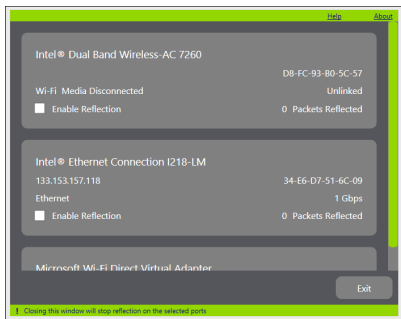 Help About
Intel® Dual Band Wireless-AC 7260
D8-FC-93-B0-5C-57
Wi-Fi Media Disconnected Unlinked
Enable Reflection 0 Packets Reflected
Intel® Ethernet Connection I218-LM
133.153.157.118 34-E6-D7-51-6C-09
Ethernet 1 Gbps
Enable Reflection 0 Packets Reflected
Microsoft Wi-Fi Direct Virtual Adapter
Exit
! Closing this window will stop reflection on the selected ports